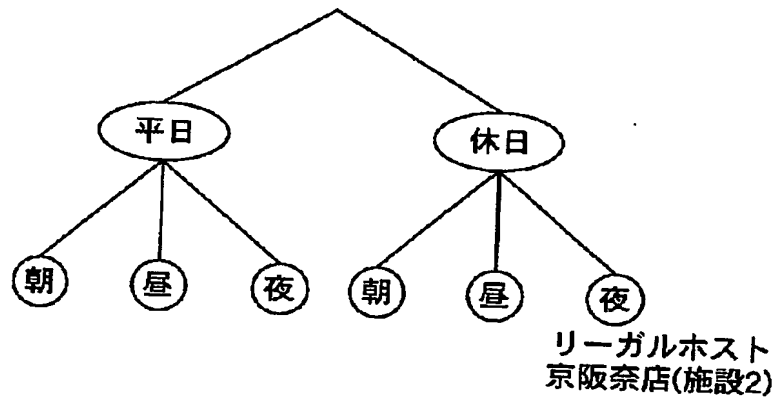 平日 休日
朝 昼 夜 朝 昼 夜
リーガルホスト
京阪奈店(施設2)